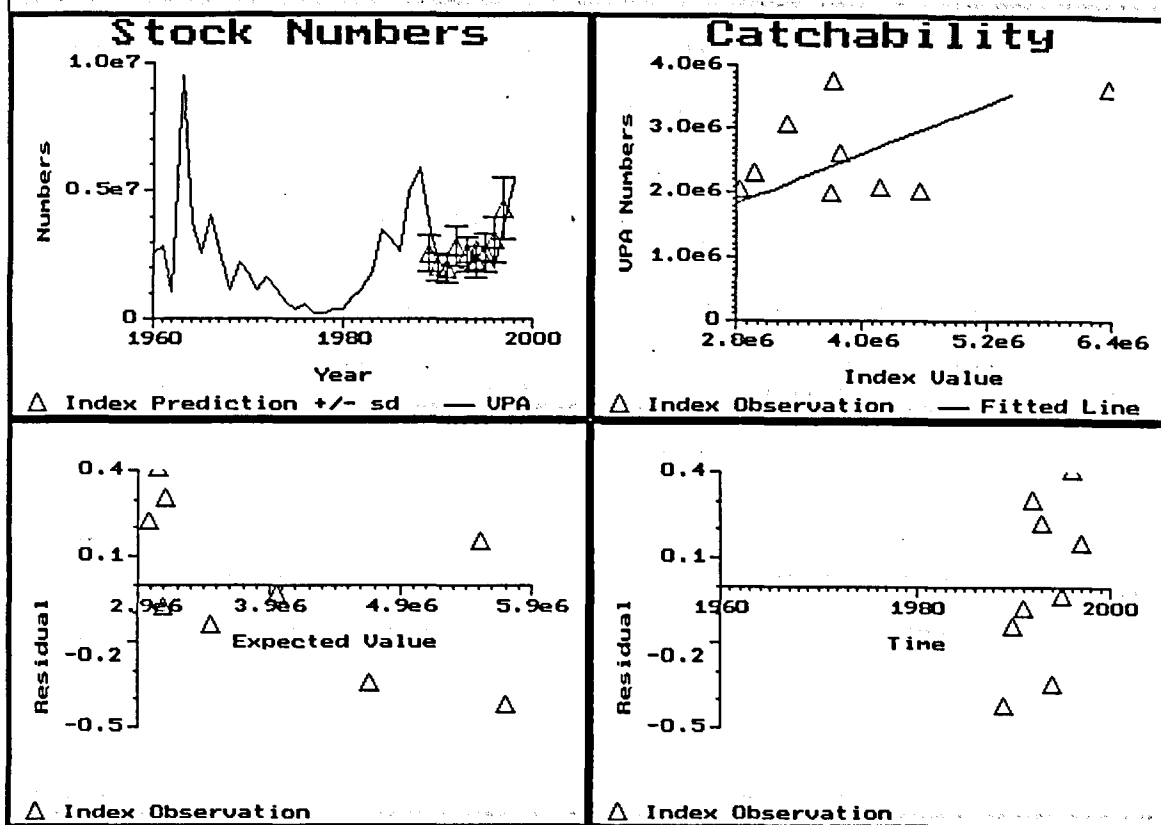 Stock Numbers
1.0e7
0.5e7
0
Numbers
1960 1980 2000
Year
△ Index Prediction +/- sd — VPA
Catchability
4.0e6
3.0e6
2.0e6
1.0e6
0
VPA Numbers
2.8e6 4.0e6 5.2e6 6.4e6
Index Value
△ Index Observation — Fitted Line
0.4
0.1
-0.2
-0.5
Residual
2.9e6 3.9e6 4.9e6 5.9e6
Expected Value
△ Index Observation
0.4
0.1
-0.2
-0.5
Residual
1960 1980 2000
Time
△ Index Observation